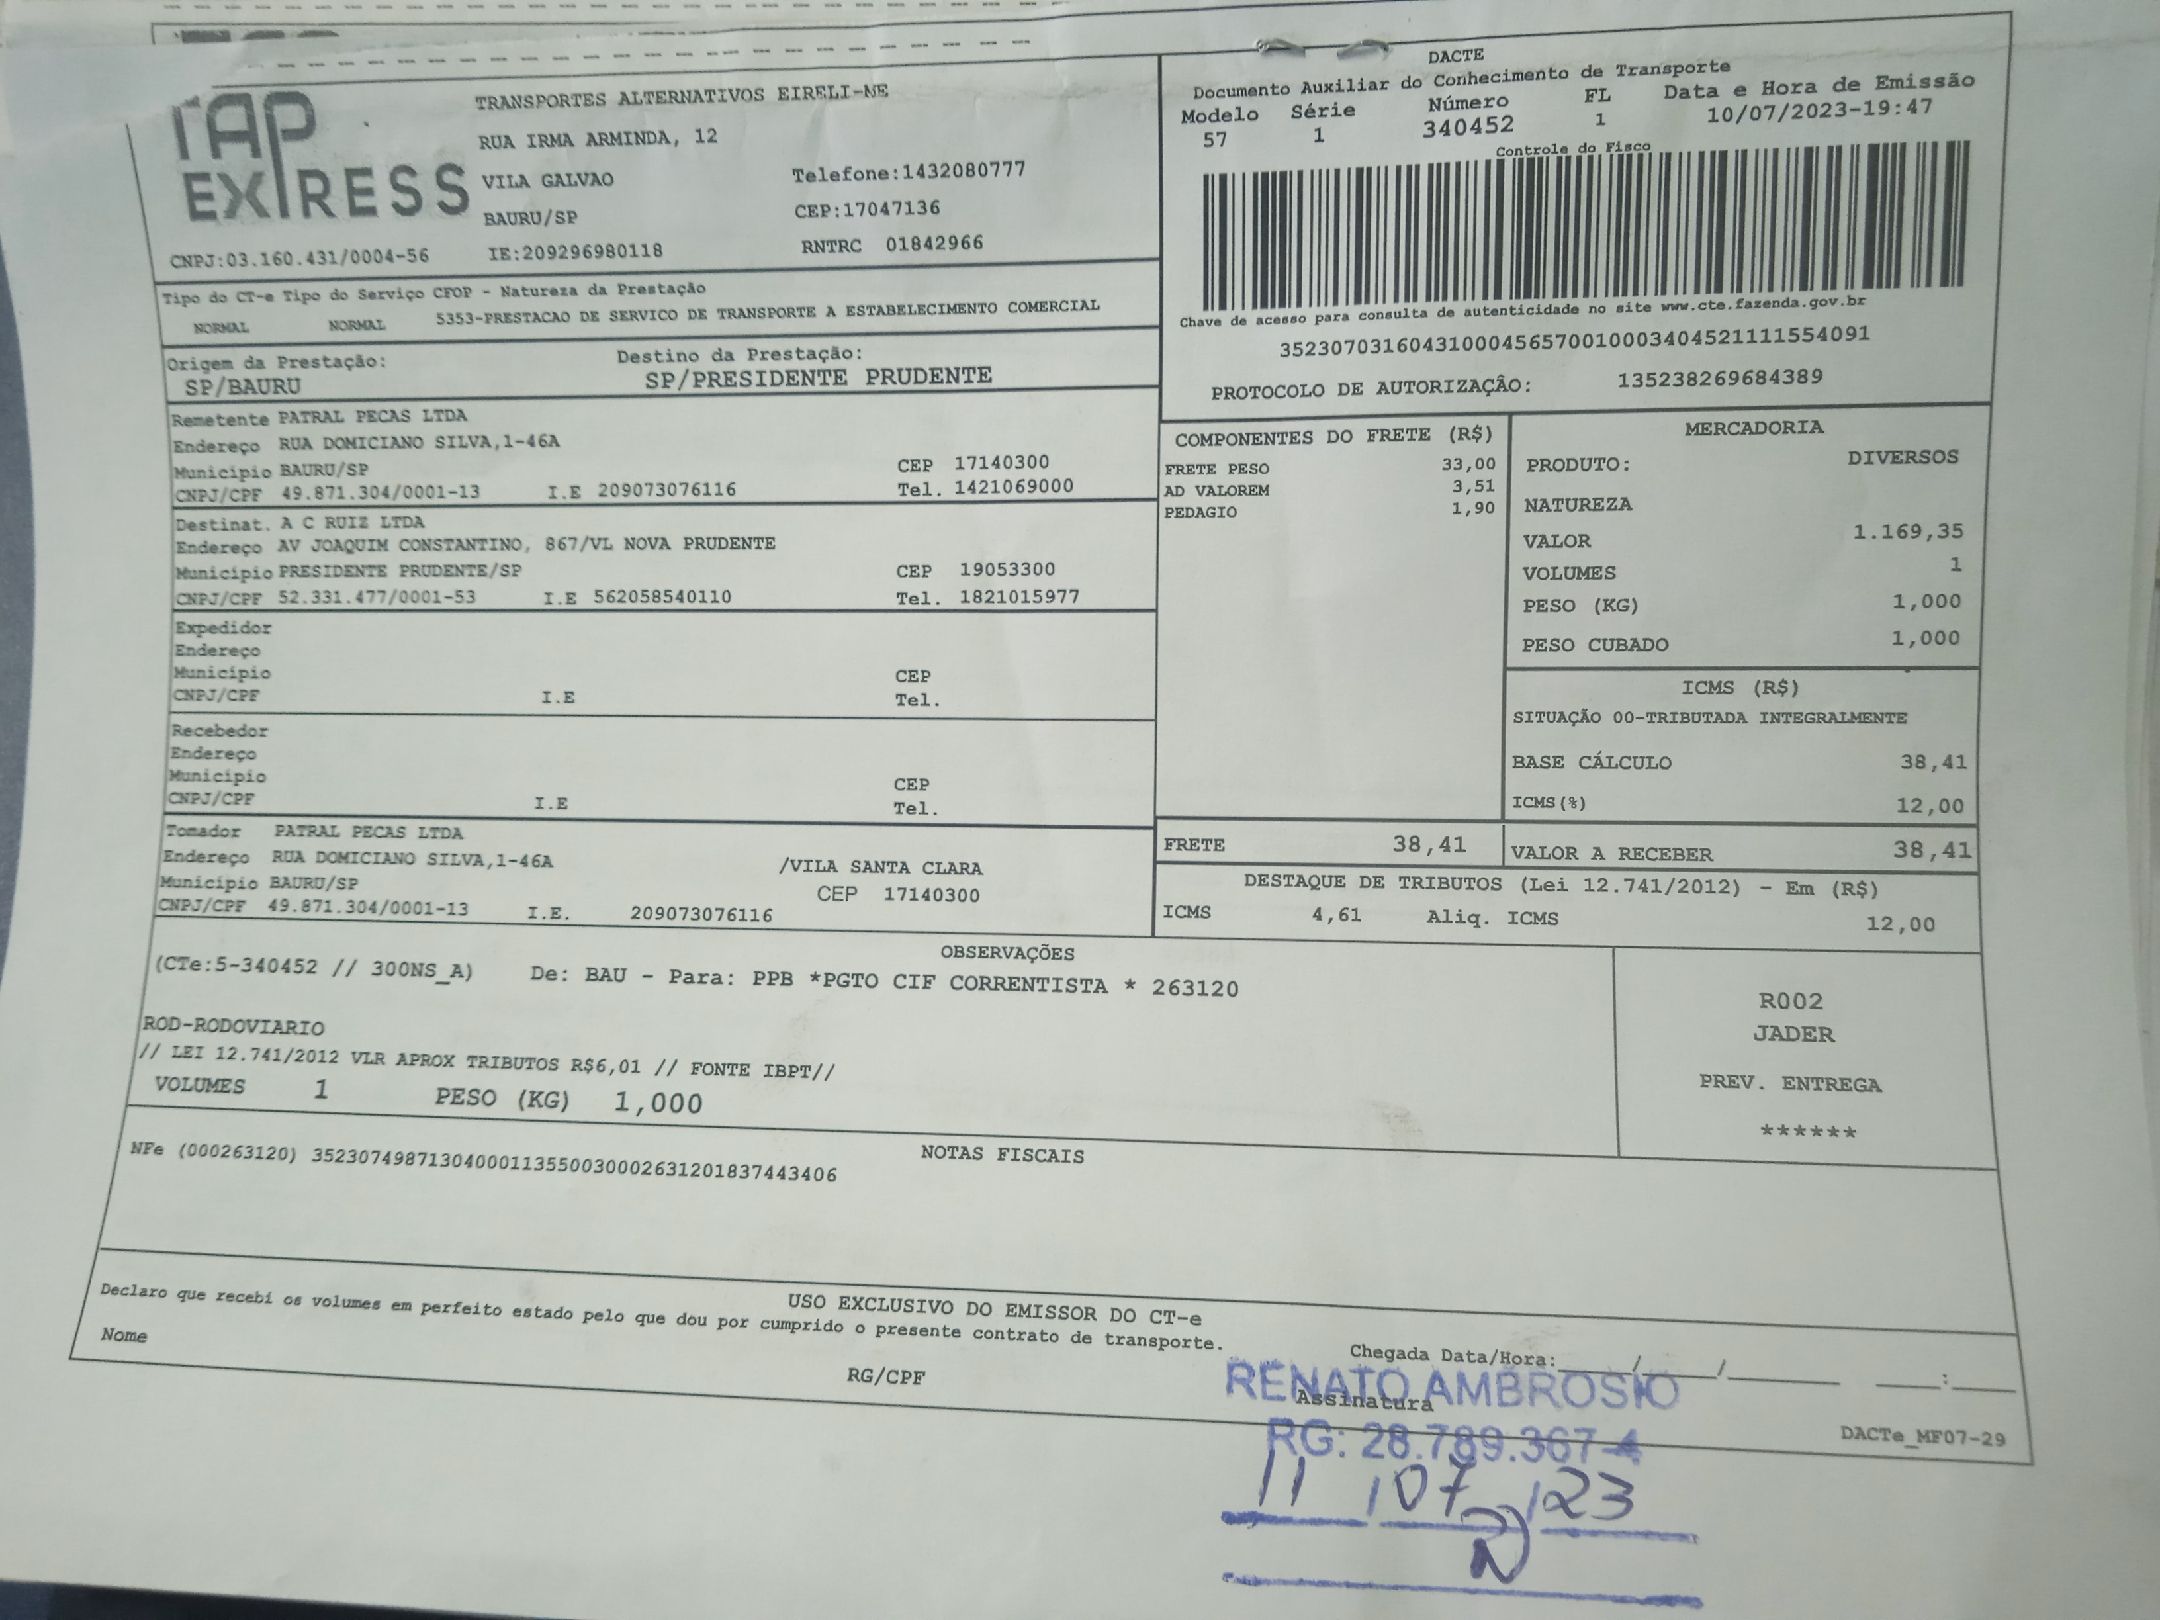 TAP
EXPRESS
TRANSPORTES ALTERNATIVOS EIRELI-ME
RUA IRMA ARMINDA, 12
VILA GALVAO Telefone:1432080777
BAURU/SP CEP:17047136
CNPJ:03.160.431/0004-56 IE:209296980118 RNTRC 01842966
DACTE
Documento Auxiliar do Conhecimento de Transporte
Modelo Série Número FL Data e Hora de Emissão
57 1 340452 1 10/07/2023-19:47
Controle do Fisco
Chave de acesso para consulta de autenticidade no site www.cte.fazenda.gov.br
35230703160431000456570010003404521111554091
PROTOCOLO DE AUTORIZAÇÂO: 135238269684389
Tipo do CT-e Tipo do Serviço CFOP - Natureza da Prestação
NORMAL NORMAL 5353-PRESTACAO DE SERVICO DE TRANSPORTE A ESTABELECIMENTO COMERCIAL
Origem da Prestação: Destino da Prestação:
SP/BAURU SP/PRESIDENTE PRUDENTE
Remetente PATRAL PECAS LTDA
Endereço RUA DOMICIANO SILVA,1-46A
Município BAURU/SP CEP 17140300
CNPJ/CPF 49.871.304/0001-13 I.E 209073076116 Tel. 1421069000
Destinat. A C RUIZ LTDA
Endereço AV JOAQUIM CONSTANTINO, 867/VL NOVA PRUDENTE
Município PRESIDENTE PRUDENTE/SP CEP 19053300
CNPJ/CPF 52.331.477/0001-53 I.E 562058540110 Tel. 1821015977
Expedidor
Endereço
Município CEP
CNPJ/CPF I.E Tel.
Recebedor
Endereço
Município CEP
CNPJ/CPF I.E Tel.
Tomador PATRAL PECAS LTDA
Endereço RUA DOMICIANO SILVA,1-46A /VILA SANTA CLARA
Município BAURU/SP CEP 17140300
CNPJ/CPF 49.871.304/0001-13 I.E. 209073076116
COMPONENTES DO FRETE (R$)
FRETE PESO 33,00
AD VALOREM 3,51
PEDAGIO 1,90
MERCADORIA
PRODUTO: DIVERSOS
NATUREZA
VALOR 1.169,35
VOLUMES 1
PESO (KG) 1,000
PESO CUBADO 1,000
ICMS (R$)
SITUAÇÃO 00-TRIBUTADA INTEGRALMENTE
BASE CÁLCULO 38,41
ICMS(%) 12,00
FRETE 38,41 VALOR A RECEBER 38,41
DESTAQUE DE TRIBUTOS (Lei 12.741/2012) - Em (R$)
ICMS 4,61 Aliq. ICMS 12,00
OBSERVAÇÕES
(CTe:5-340452 // 300NS_A) De: BAU - Para: PPB *PGTO CIF CORRENTISTA * 263120
ROD-RODOVIARIO
// LEI 12.741/2012 VLR APROX TRIBUTOS R$6,01 // FONTE IBPT//
VOLUMES 1 PESO (KG) 1,000
R002
JADER
PREV. ENTREGA
******
NOTAS FISCAIS
NFe (000263120) 35230749871304000113550030002631201837443406
USO EXCLUSIVO DO EMISSOR DO CT-e
Declaro que recebi os volumes em perfeito estado pelo que dou por cumprido o presente contrato de transporte.
Nome RG/CPF Assinatura Chegada Data/Hora: / / :
DACTe_MF07-29
RENATO AMBROSIO
RG: 28.789.367-4
11/07/23